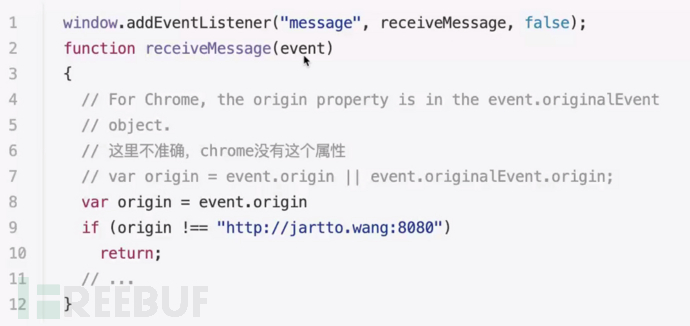 1 window.addEventListener("message", receiveMessage, false);
2 function receiveMessage(event)
3 {
4 // For Chrome, the origin property is in the event.originalEvent
5 // object.
6 // 这里不准确，chrome没有这个属性
7 // var origin = event.origin || event.originalEvent.origin;
8 var origin = event.origin
9 if (origin !== "http://jartto.wang:8080")
10 return;
11 // ...
12 }
FREEBUF